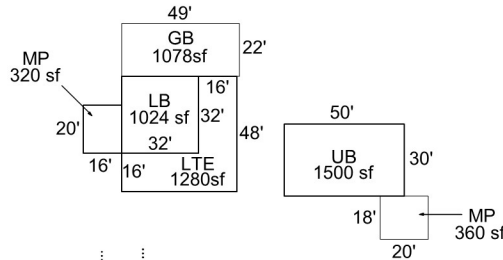 49'
GB
1078sf
22'
MP
320 sf
16'
LB
1024 sf
32'
32'
20'
48'
16'
16'
LTE
1280sf
50'
UB
1500 sf
30'
18'
MP
360 sf
20'